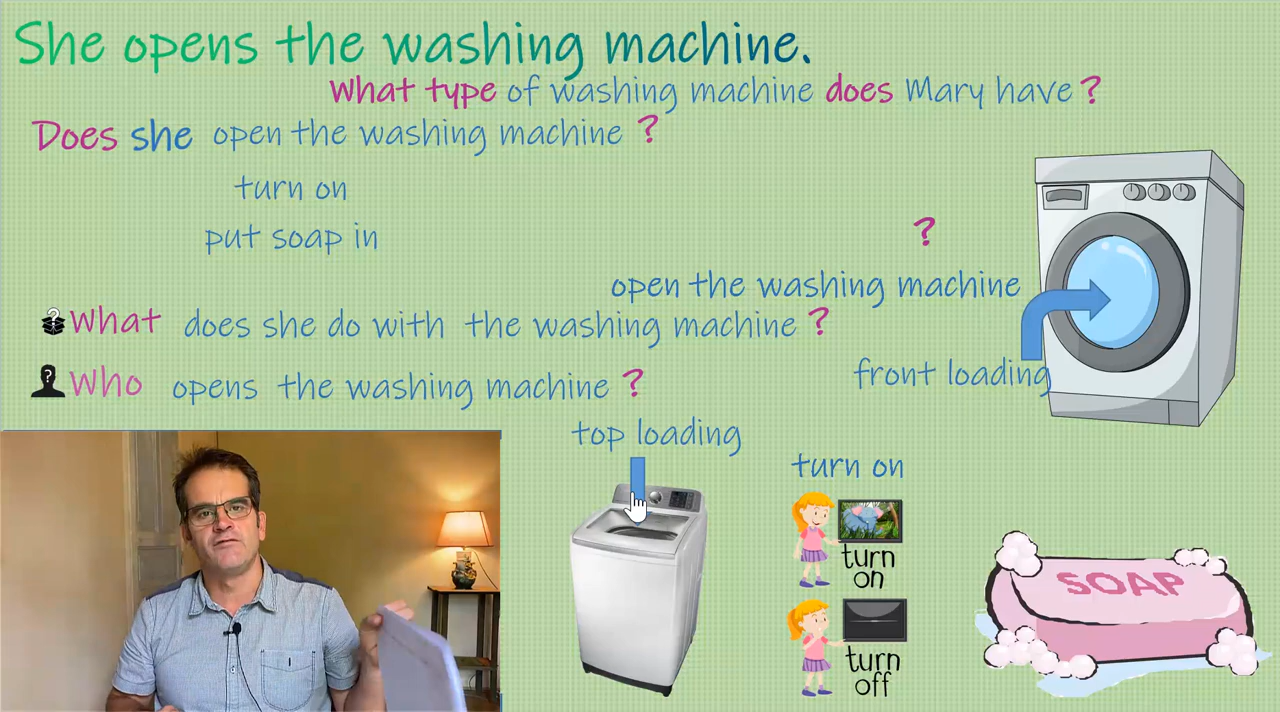 She opens the washing machine.
What type of washing machine does Mary have ?
Does she open the washing machine ?
turn on
put soap in
?
open the washing machine
What does she do with the washing machine ?
Who opens the washing machine ?
front loading
top loading
turn on
turn
on
turn
off
SOAP